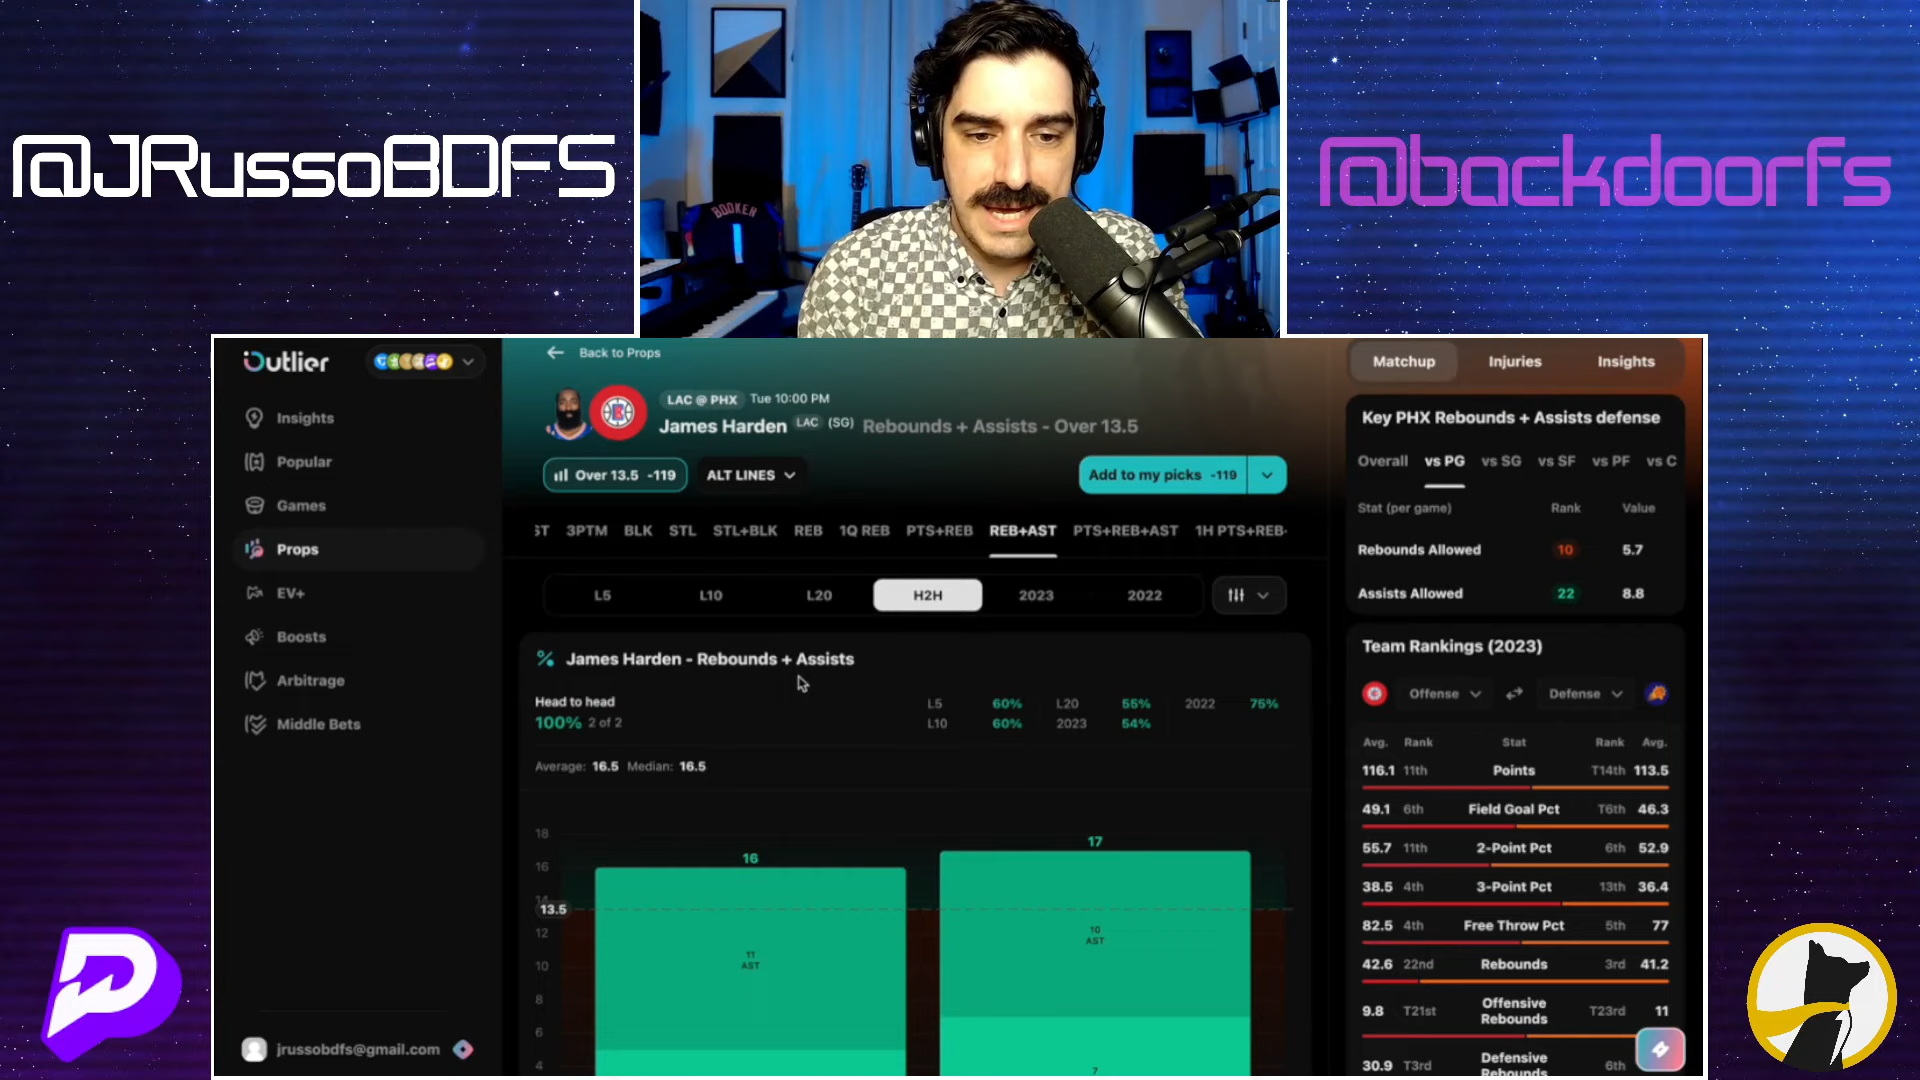 @JRussoBDFS
BOOKER
@backdoorfs
Outlier
Insights
Popular
Games
Props
EV+
Boosts
Arbitrage
Middle Bets
jrussobdfs@gmail.com
Back to Props
LAC @ PHX Tue 10:00 PM
James Harden LAC (SG) Rebounds + Assists - Over 13.5
Over 13.5 -119 ALT LINES
Add to my picks -119
ST 3PTM BLK STL STL+BLK REB 1Q REB PTS+REB REB+AST PTS+REB+AST 1H PTS+REB-
L5 L10 L20 H2H 2023 2022
James Harden - Rebounds + Assists
Head to head
100% 2 of 2
L5 60% L20 55% 2022 75%
L10 60% 2023 54%
Average: 16.5 Median: 16.5
18
16
14
13.5
12
10
8
6
4
16
11
AST
17
10
AST
7
Matchup Injuries Insights
Key PHX Rebounds + Assists defense
Overall vs PG vs SG vs SF vs PF vs C
Stat (per game) Rank Value
Rebounds Allowed 10 5.7
Assists Allowed 22 8.8
Team Rankings (2023)
Offense Defense
Avg. Rank Stat Rank Avg.
116.1 11th Points T14th 113.5
49.1 6th Field Goal Pct T6th 46.3
55.7 11th 2-Point Pct 6th 52.9
38.5 4th 3-Point Pct 13th 36.4
82.5 4th Free Throw Pct 5th 77
42.6 22nd Rebounds 3rd 41.2
9.8 T21st Offensive Rebounds T23rd 11
30.9 T3rd Defensive Rebounds 6th